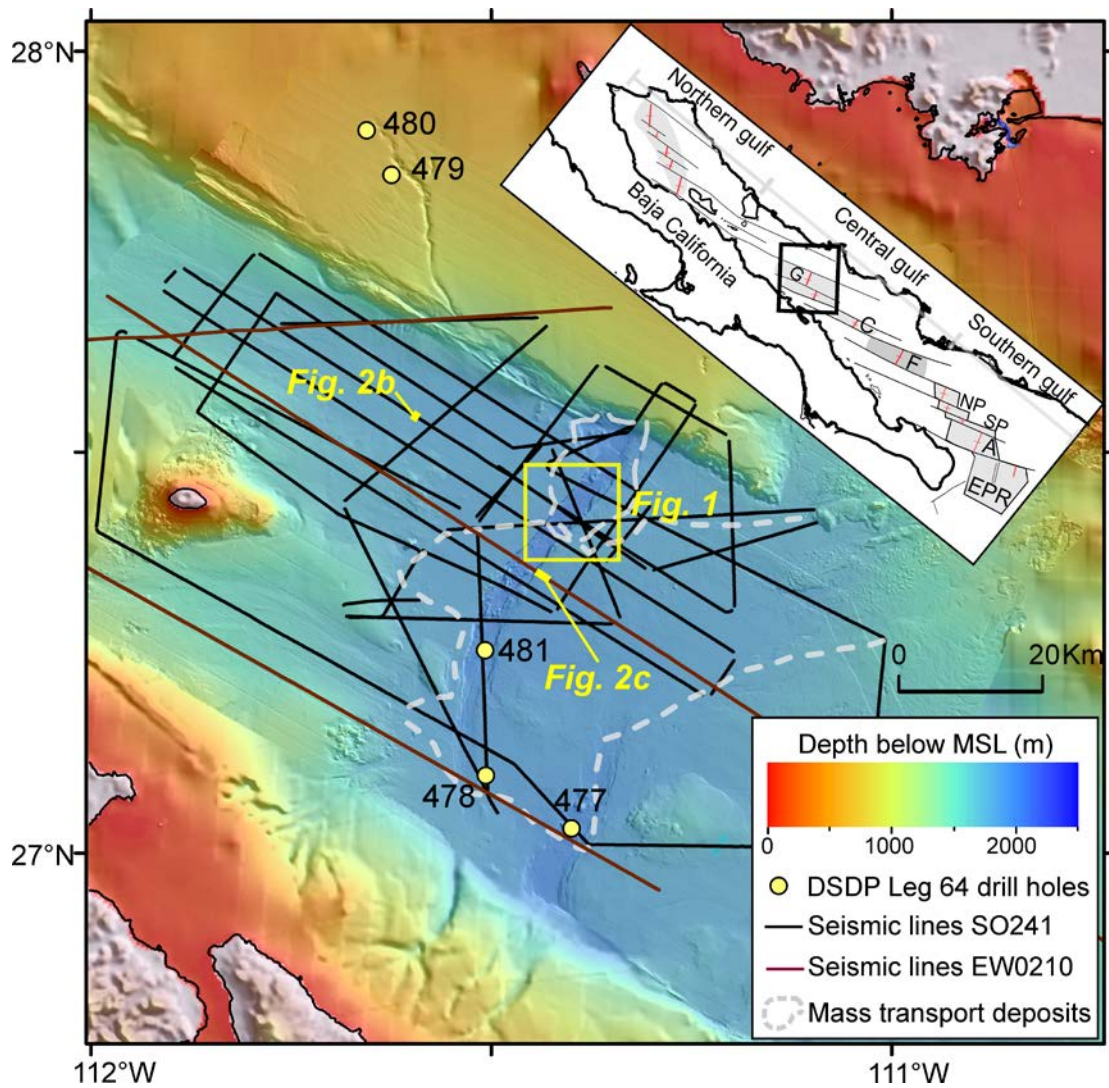 28°N
480
479
Northern gulf
Baja California
Central gulf
G
C
Southern gulf
F
NP
SP
A
EPR
Fig. 2b
Fig. 1
481
Fig. 2c
0 20Km
478
477
27°N
Depth below MSL (m)
0 1000 2000
DSDP Leg 64 drill holes
Seismic lines SO241
Seismic lines EW0210
Mass transport deposits
112°W
111°W